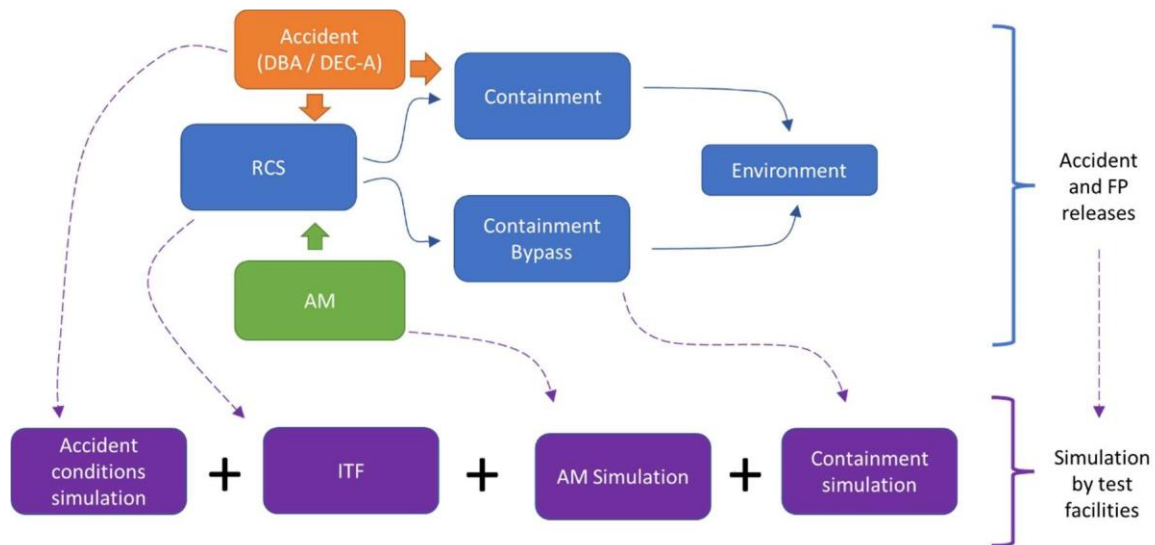 Accident
(DBA / DEC-A)
Containment
RCS
Environment
Containment
Bypass
AM
Accident
and FP
releases
Accident
conditions
simulation
+
ITF
+
AM Simulation
+
Containment
simulation
Simulation
by test
facilities